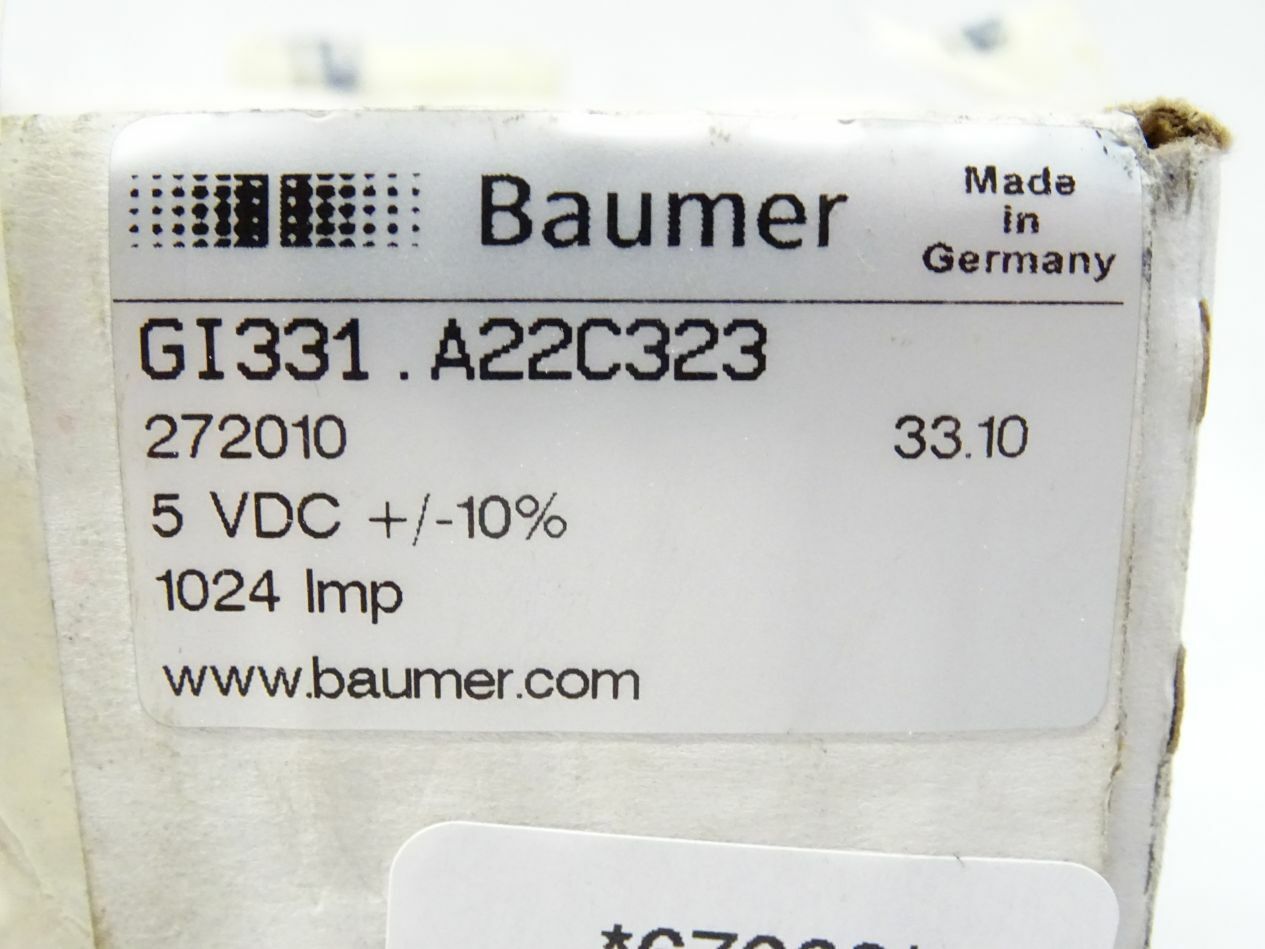 Baumer
Made
in
Germany
GI331.A22C323
272010 33.10
5 VDC +/-10%
1024 Imp
www.baumer.com